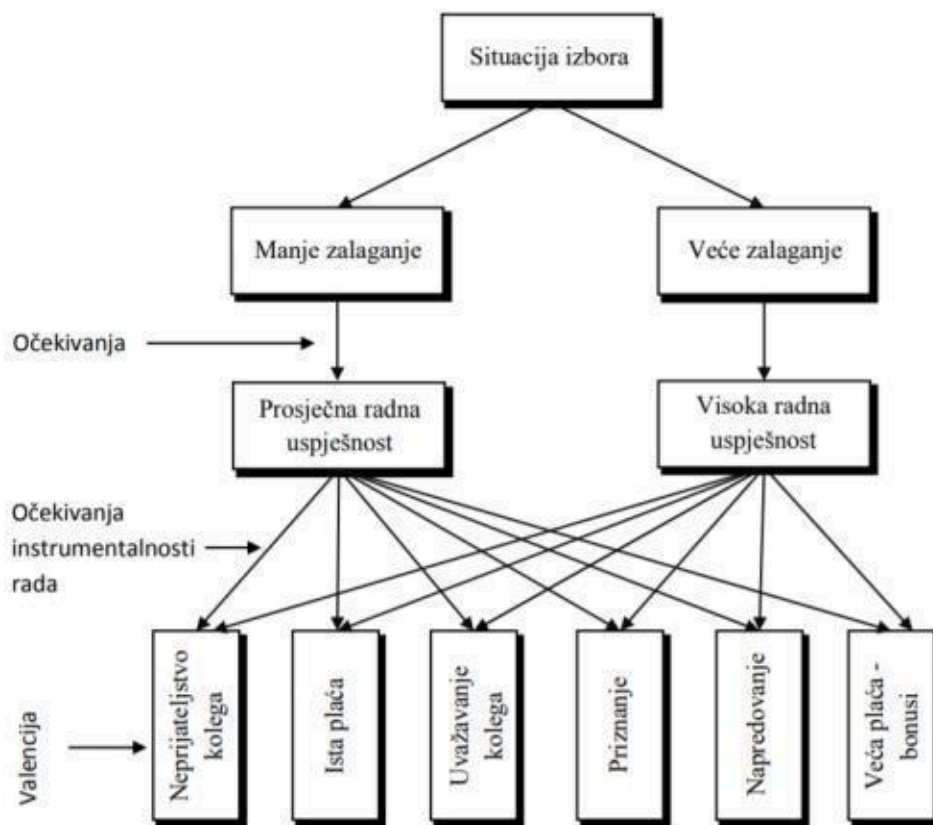 Situacija izbora
Manje zalaganje
Veće zalaganje
Očekivanja
Prosječna radna
uspješnost
Visoka radna
uspješnost
Očekivanja
instrumentalnosti
rada
Valencija
Neprijateljstvo
kolega
Ista plaća
Uvažavanje
kolega
Priznanje
Napredovanje
Veća plaća -
bonusi